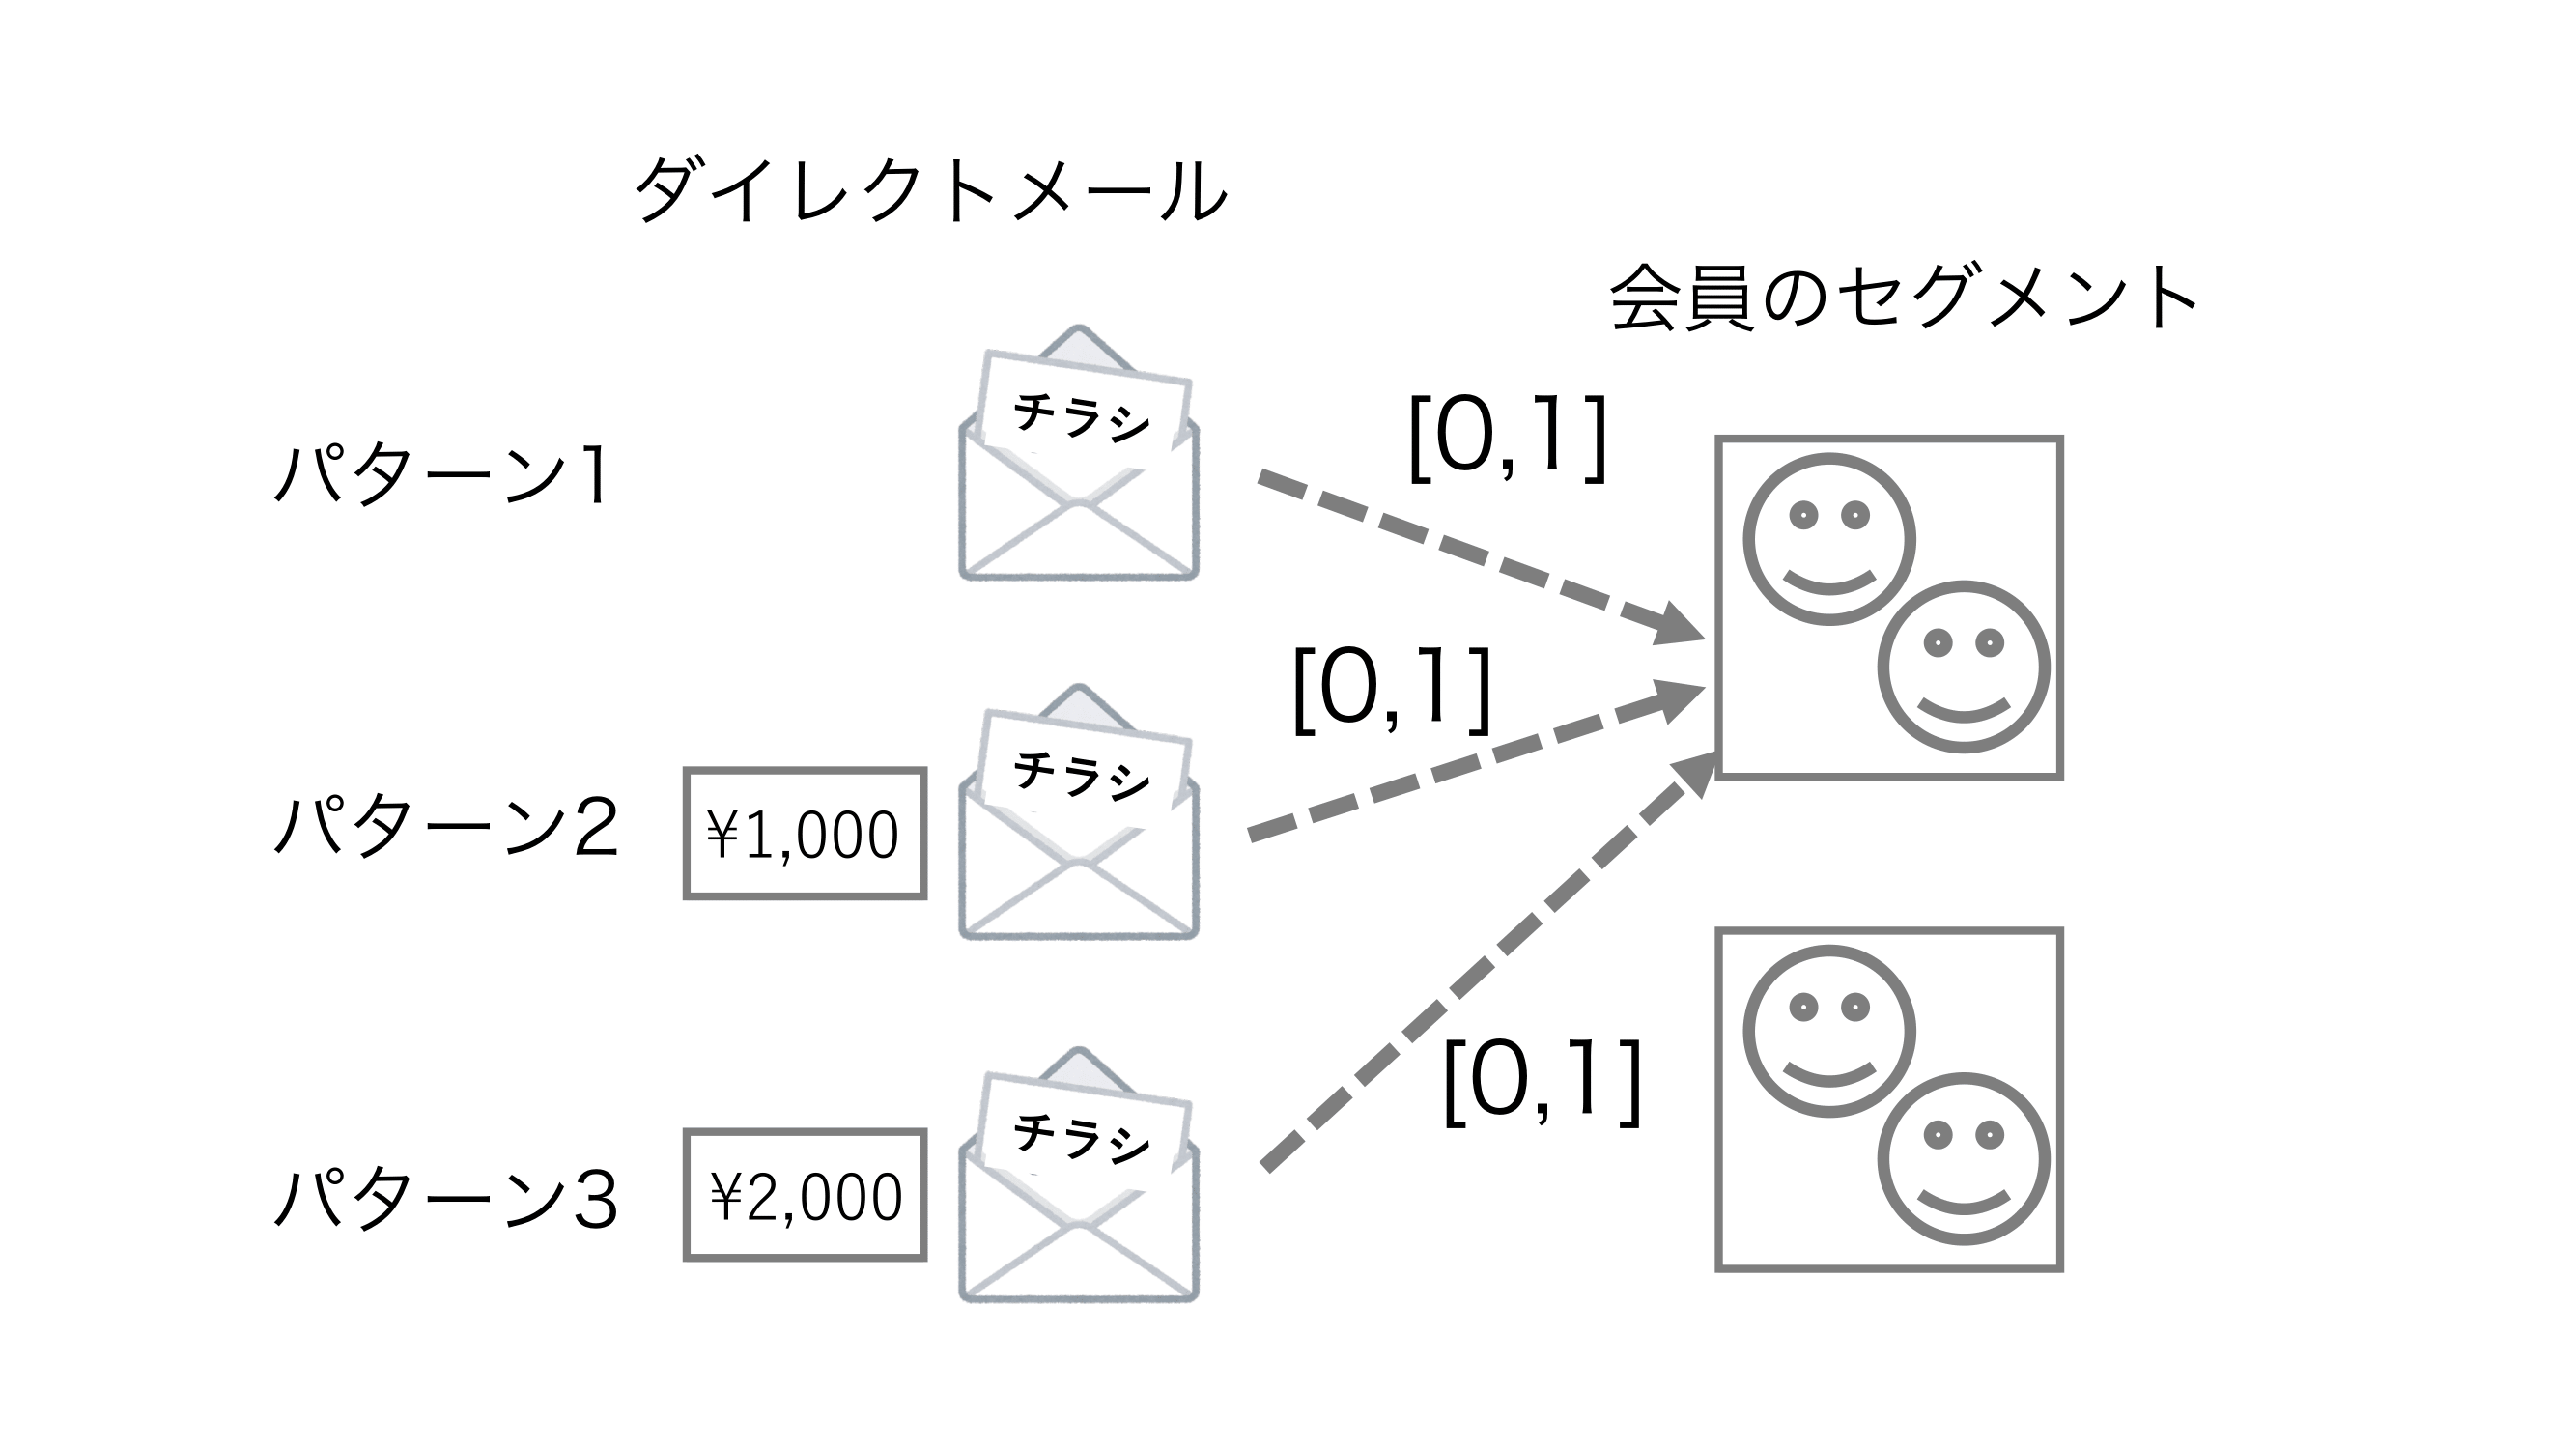 ダイレクトメール
会員のセグメント
パターン1
チラシ
[0,1]
パターン2
¥1,000
チラシ
[0,1]
パターン3
¥2,000
チラシ
[0,1]